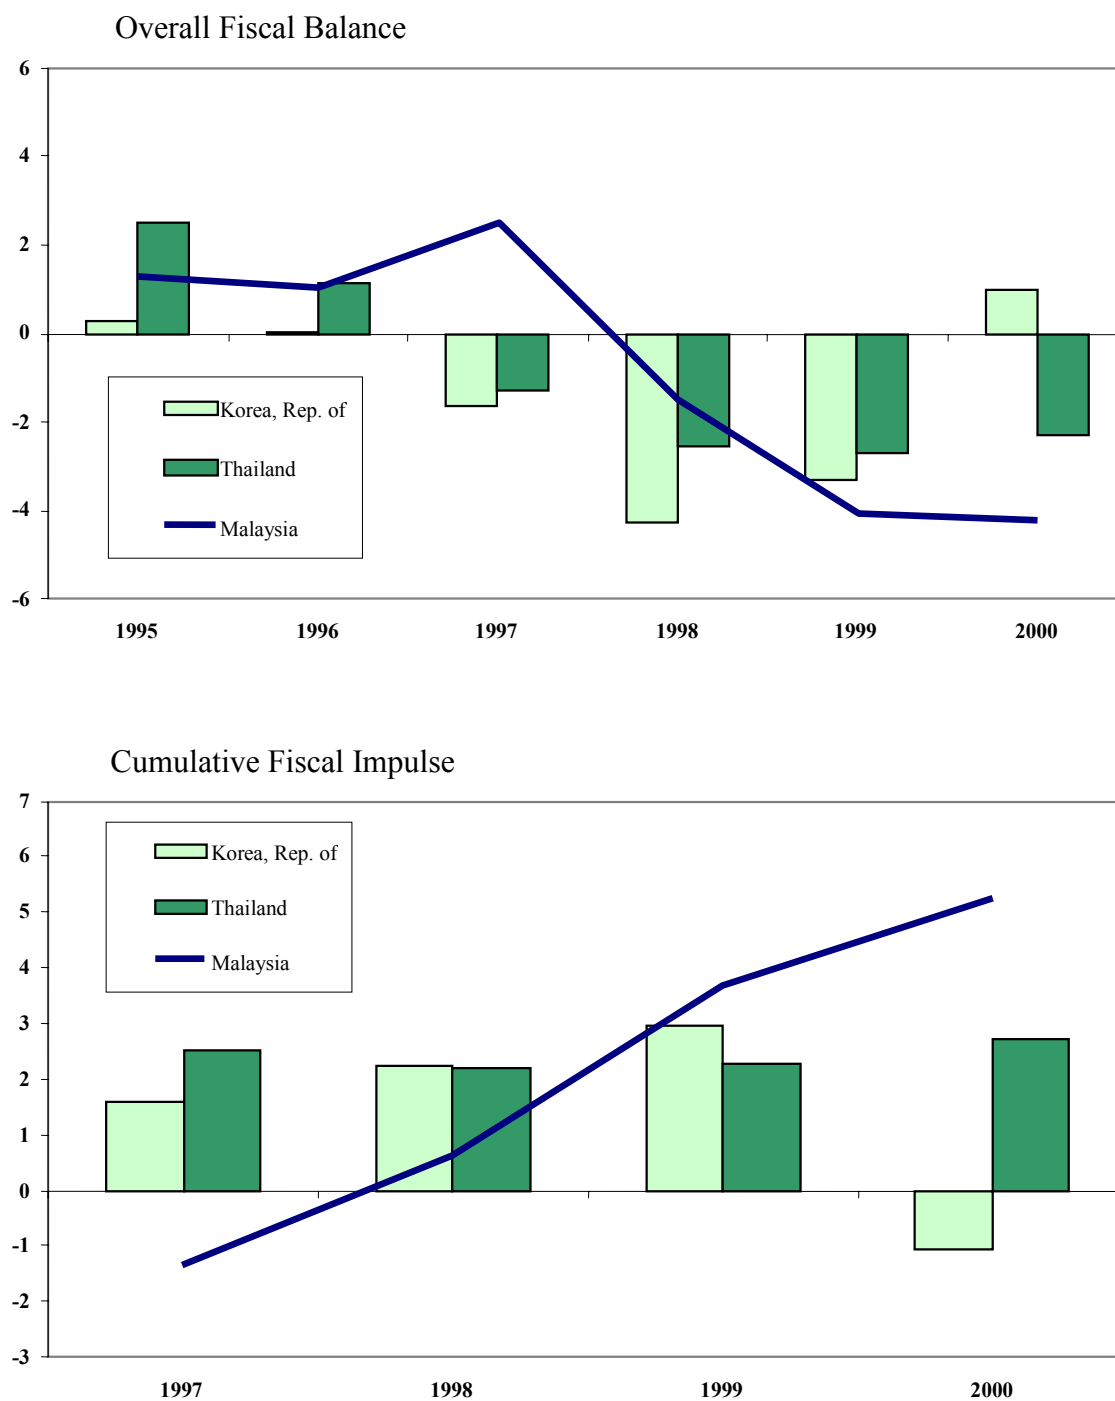 Overall Fiscal Balance
6
4
2
0
-2
-4
-6
Korea, Rep. of
Thailand
Malaysia
1995 1996 1997 1998 1999 2000
Cumulative Fiscal Impulse
7
6
5
4
3
2
1
0
-1
-2
-3
Korea, Rep. of
Thailand
Malaysia
1997 1998 1999 2000